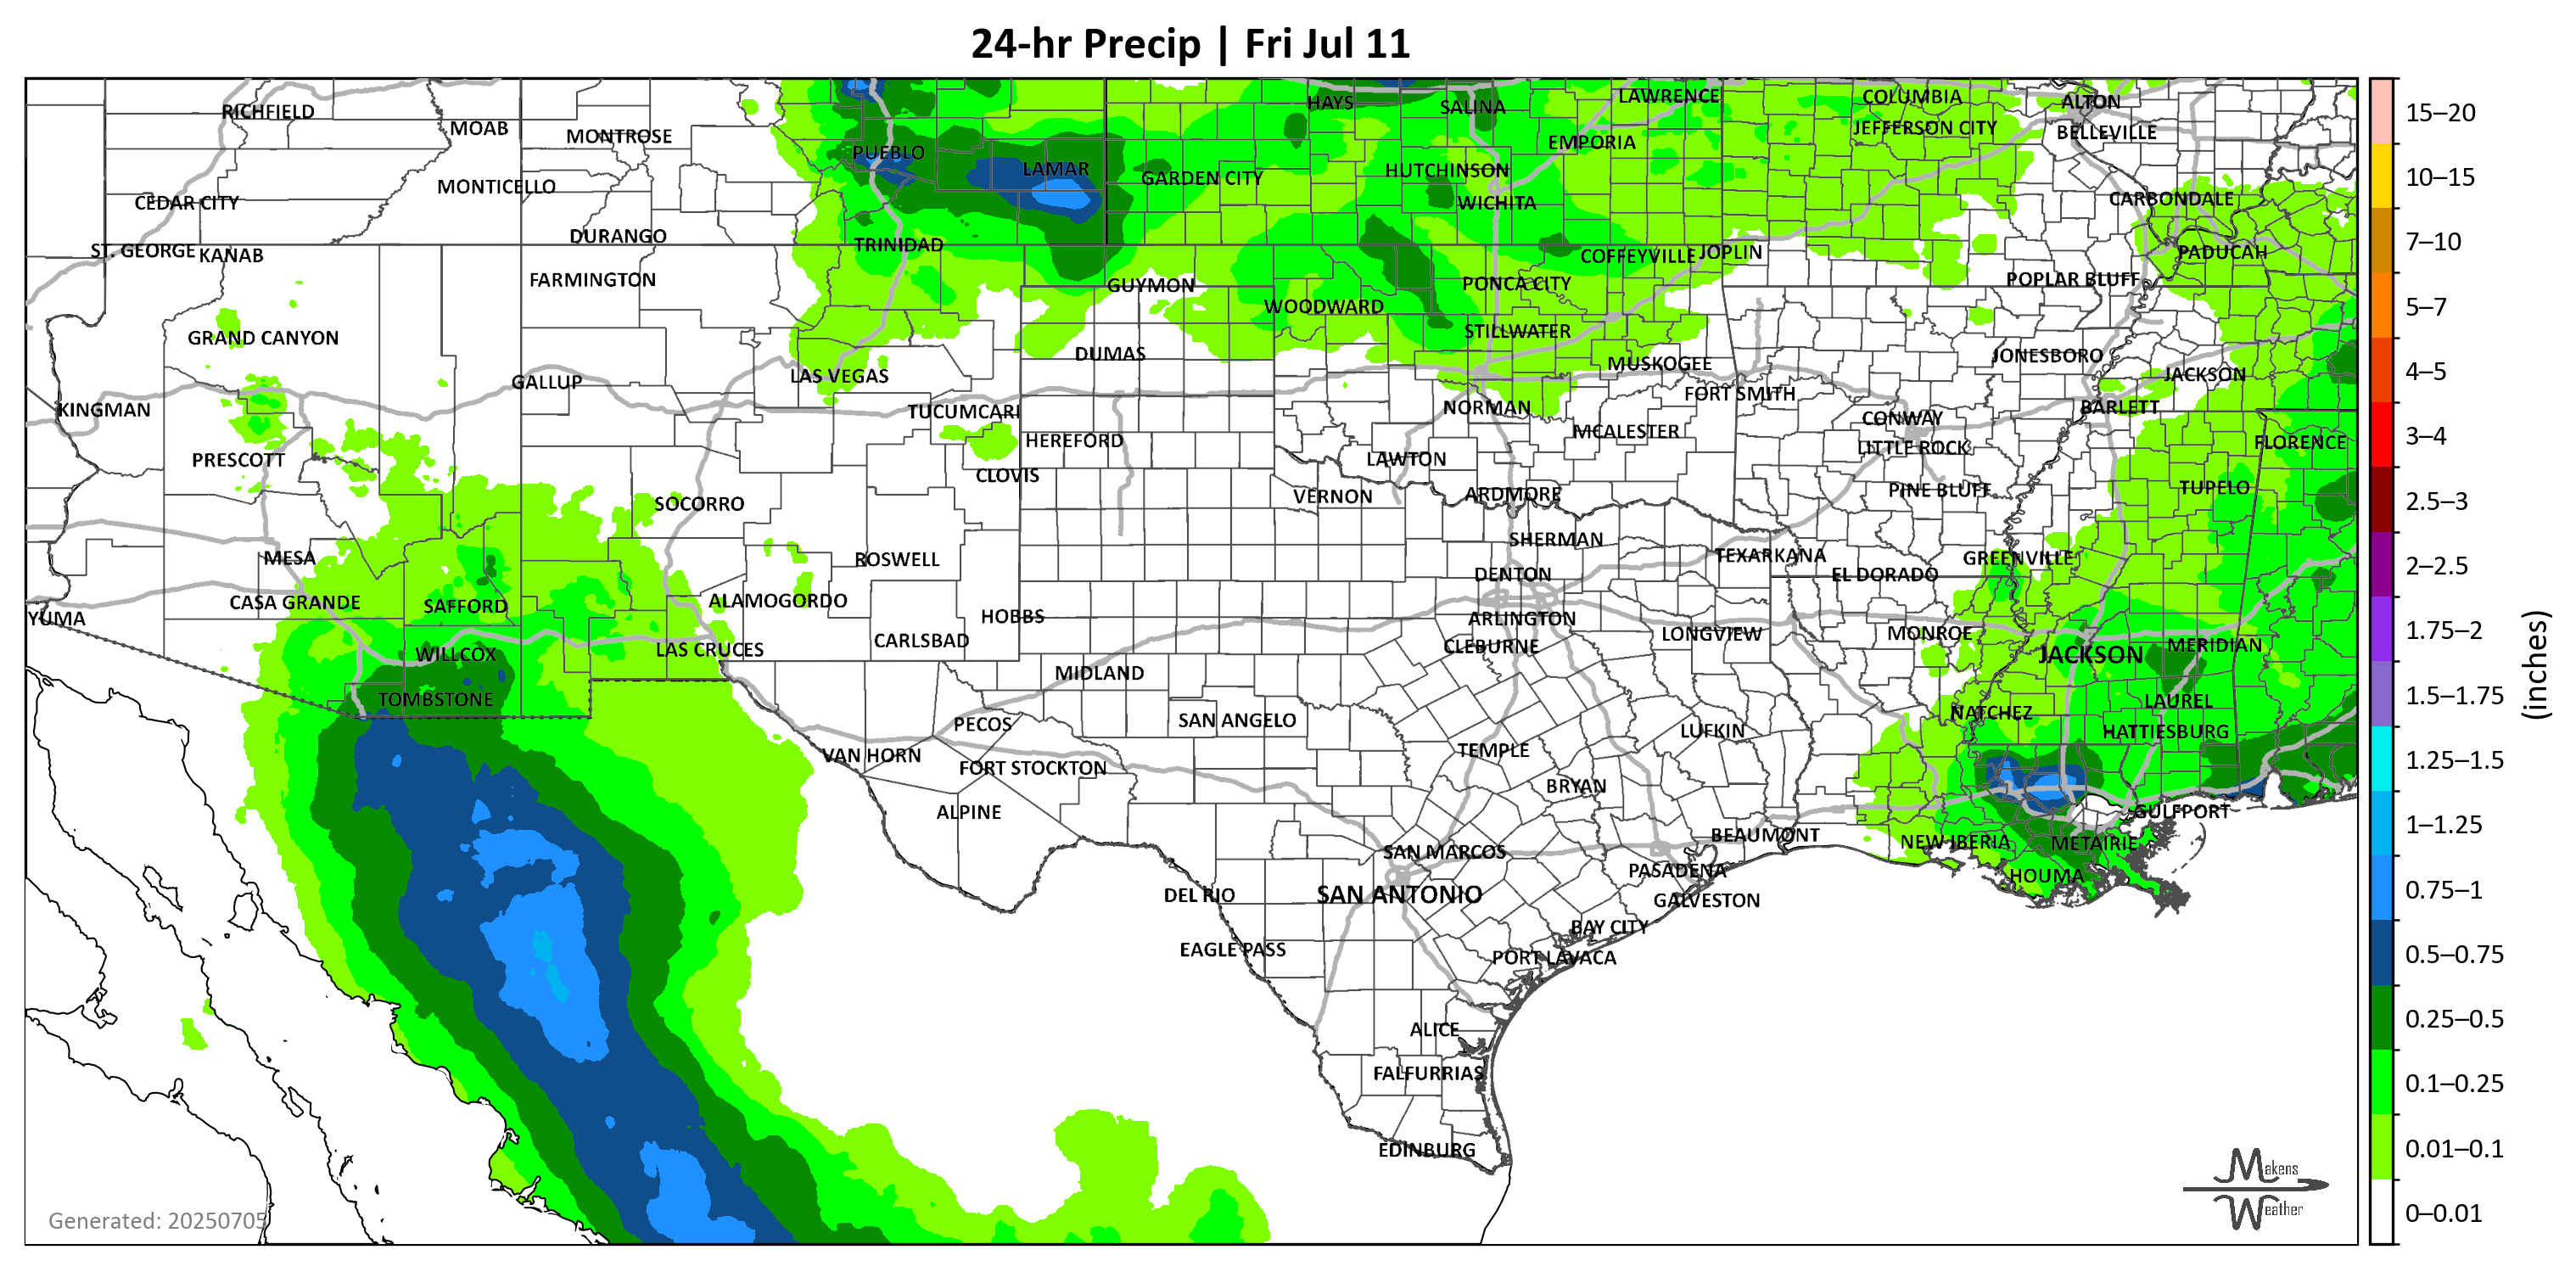 24-hr Precip | Fri Jul 11
RICHFIELD
MOAB
MONTROSE
PUEBLO
LAMAR
GARDEN CITY
HAYS
SALINA
LAWRENCE
COLUMBIA
ALTON
JEFFERSON CITY
BELLEVILLE
EMPORIA
HUTCHINSON
WICHITA
CARBONDALE
MONTICELLO
CEDAR CITY
ST. GEORGE
KANAB
DURANGO
TRINIDAD
COFFEYVILLE
JOPLIN
PADUCAH
FARMINGTON
GUYMON
PONCA CITY
POPLAR BLUFF
WOODWARD
STILLWATER
GRAND CANYON
DUMAS
MUSKOGEE
JONESBORO
JACKSON
LAS VEGAS
GALLUP
KINGMAN
TUCUMCARI
NORMAN
FORT SMITH
CONWAY
BARLETT
HEREFORD
MCALESTER
LITTLE ROCK
FLORENCE
PRESCOTT
CLOVIS
LAWTON
SOCORRO
VERNON
ARDMORE
PINE BLUFF
TUPELO
MESA
ROSWELL
SHERMAN
TEXARKANA
GREENVILLE
DENTON
EL DORADO
CASA GRANDE
SAFFORD
ALAMOGORDO
HOBBS
ARLINGTON
YUMA
WILLCOX
LAS CRUCES
CARLSBAD
CLEBURNE
LONGVIEW
MONROE
JACKSON
MERIDIAN
TOMBSTONE
MIDLAND
LAUREL
PECOS
SAN ANGELO
LUFKIN
NATCHEZ
HATTIESBURG
VAN HORN
FORT STOCKTON
TEMPLE
BRYAN
ALPINE
GULFPORT
BEAUMONT
NEW IBERIA
METAIRIE
SAN MARCOS
PASADENA
HOUMA
DEL RIO
SAN ANTONIO
GALVESTON
BAY CITY
EAGLE PASS
PORT LAVACA
ALICE
FALFURRIAS
EDINBURG
Generated: 20250705
Makens
Weather
15–20
10–15
7–10
5–7
4–5
3–4
2.5–3
2–2.5
1.75–2
1.5–1.75
1.25–1.5
1–1.25
0.75–1
0.5–0.75
0.25–0.5
0.1–0.25
0.01–0.1
0–0.01
(inches)